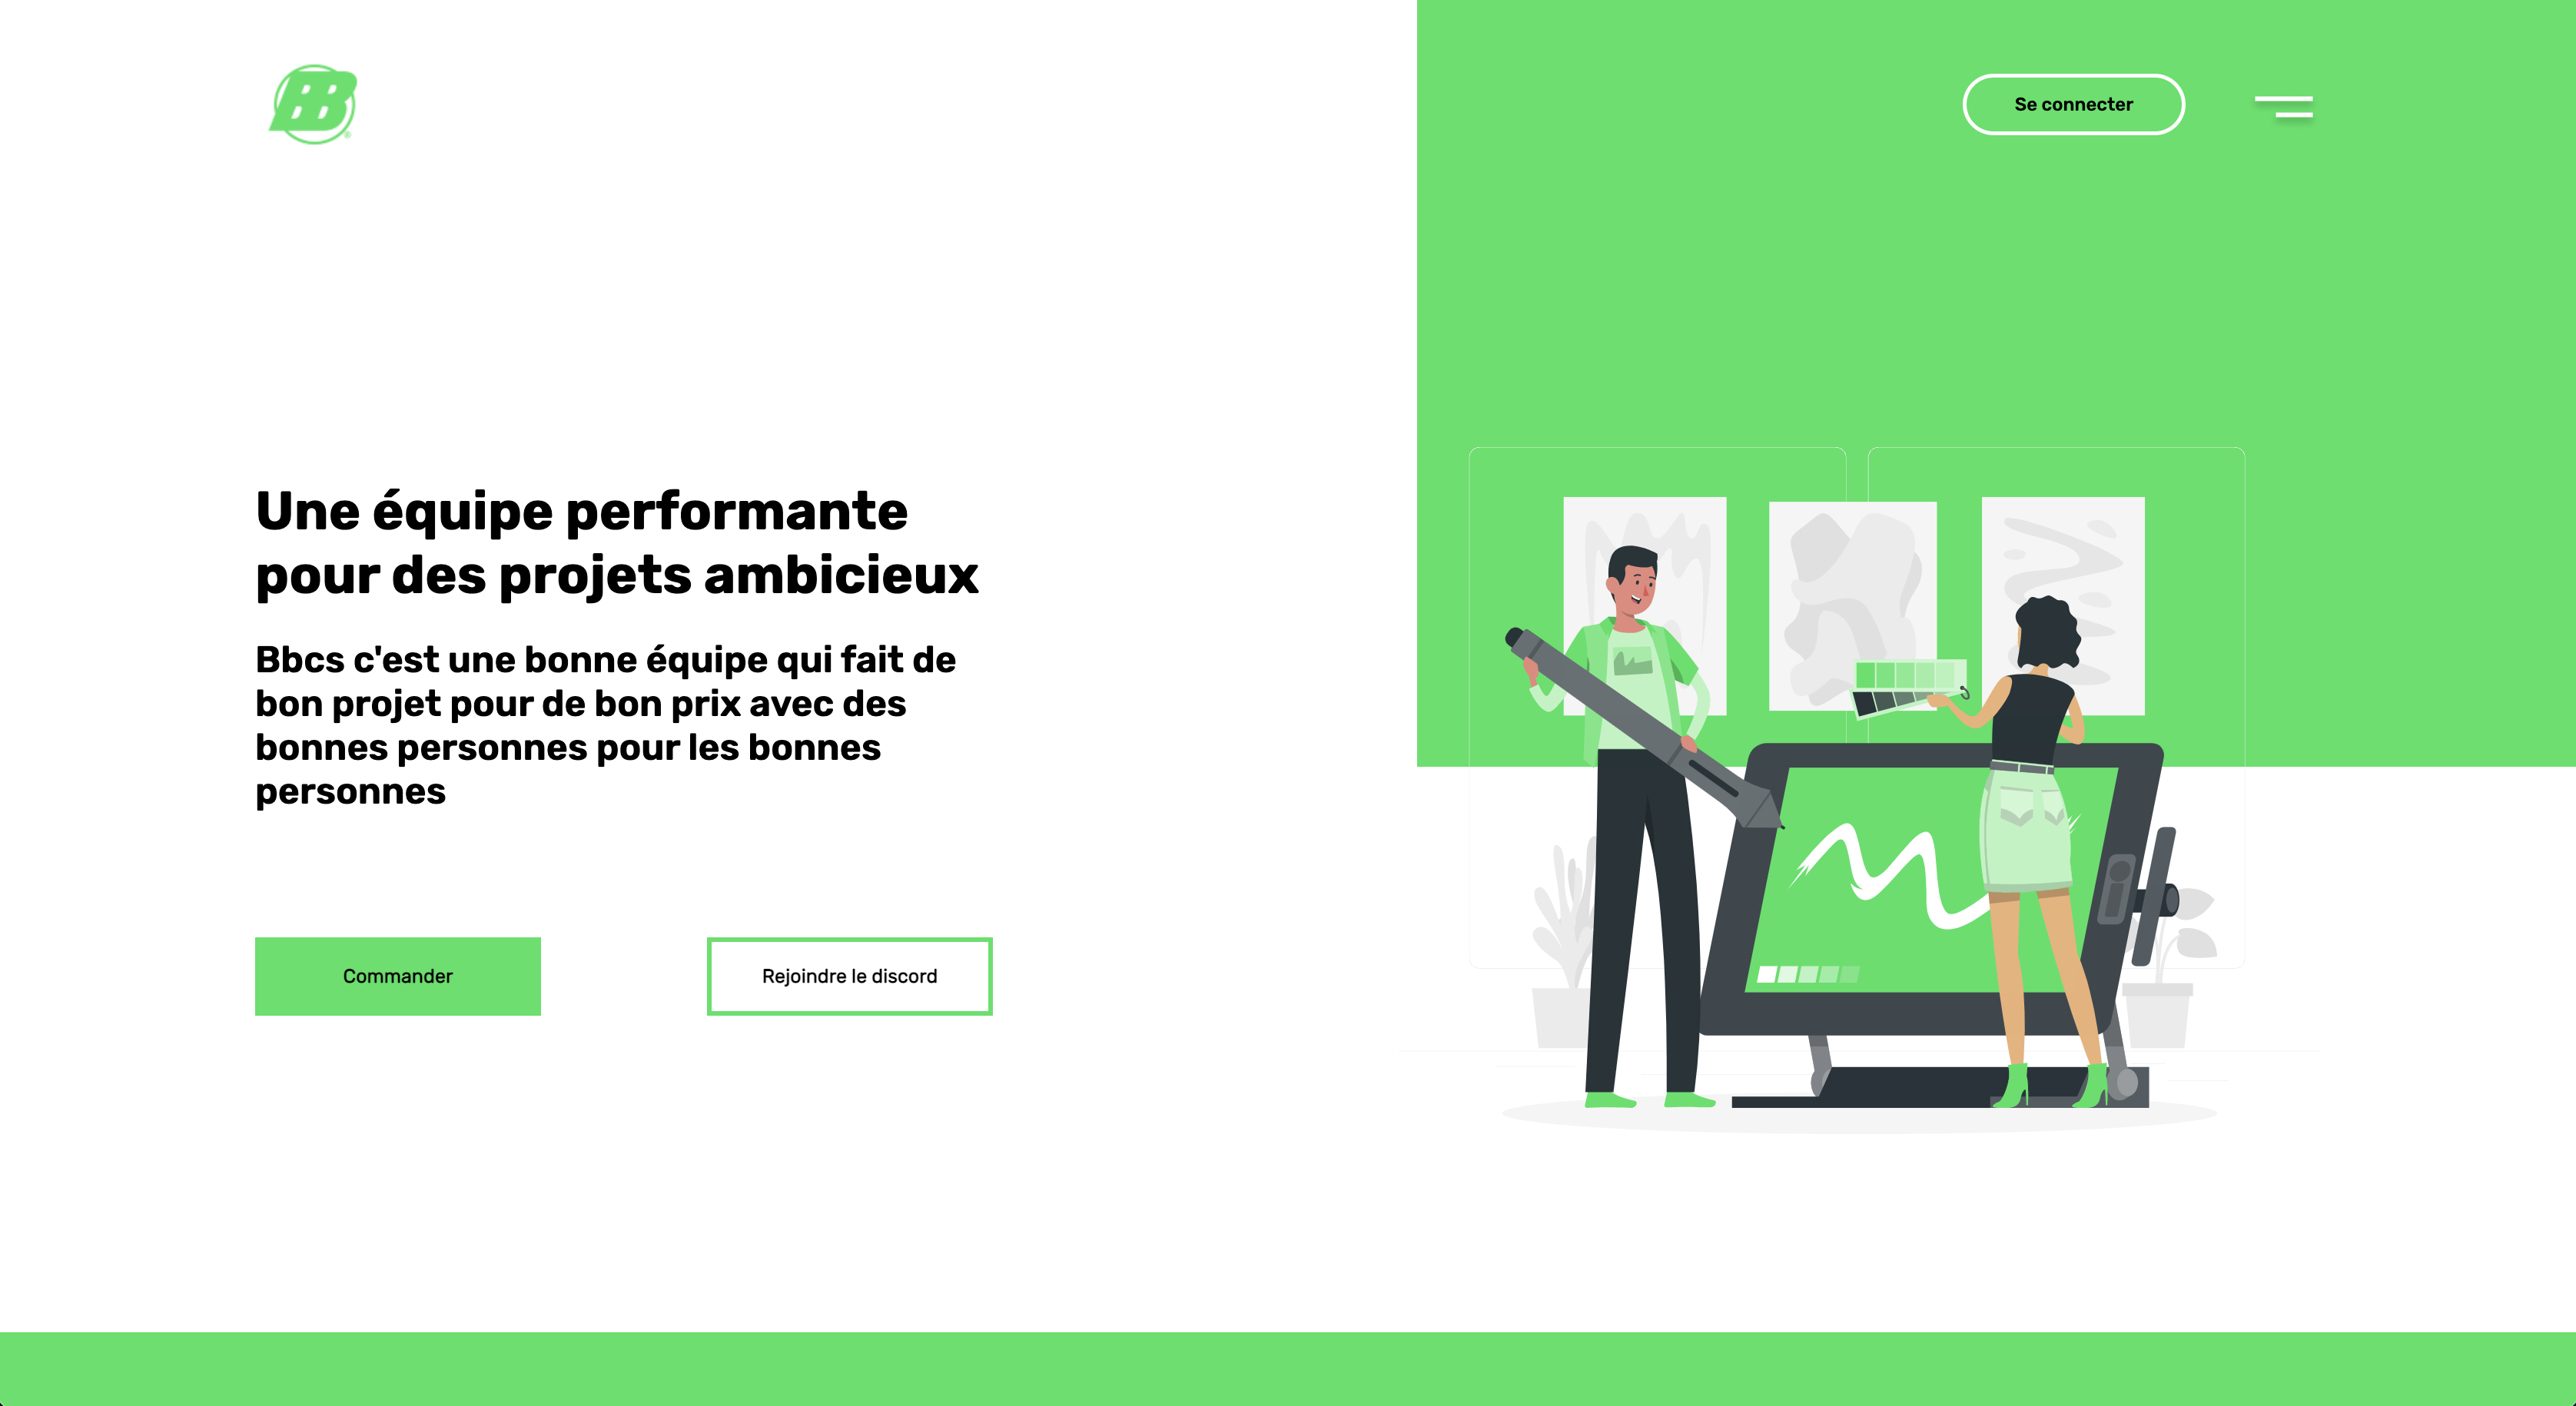 BB
®
Se connecter
Une équipe performante
pour des projets ambicieux
Bbcs c'est une bonne équipe qui fait de
bon projet pour de bon prix avec des
bonnes personnes pour les bonnes
personnes
Commander
Rejoindre le discord